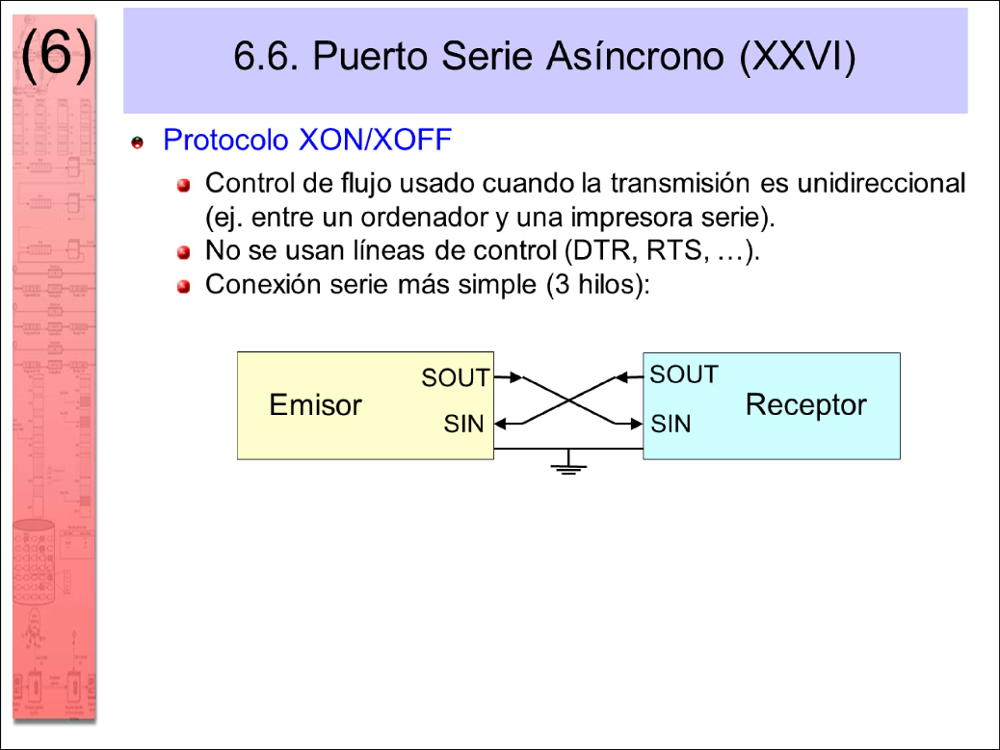 (6)
6.6. Puerto Serie Asíncrono (XXVI)
Protocolo XON/XOFF
Control de flujo usado cuando la transmisión es unidireccional
(ej. entre un ordenador y una impresora serie).
No se usan líneas de control (DTR, RTS, …).
Conexión serie más simple (3 hilos):
SOUT
SOUT
Emisor
Receptor
SIN
SIN